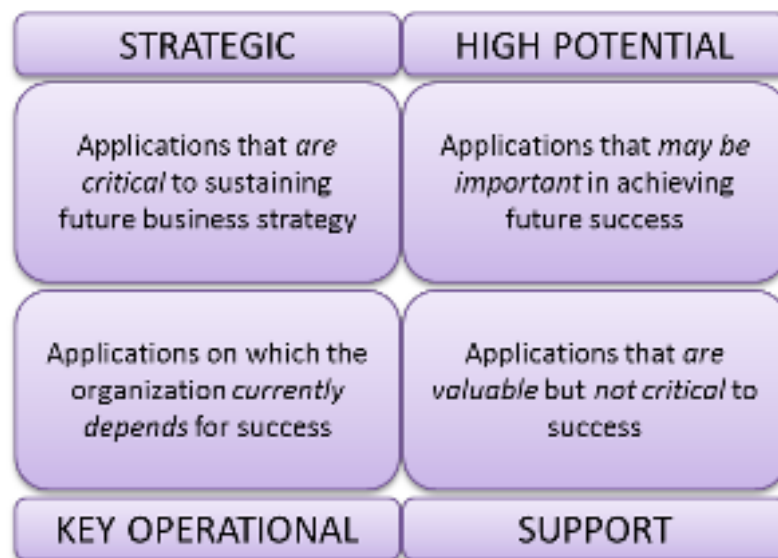 STRATEGIC
HIGH POTENTIAL
Applications that are
critical to sustaining
future business strategy
Applications that may be
important in achieving
future success
Applications on which the
organization currently
depends for success
Applications that are
valuable but not critical to
success
KEY OPERATIONAL
SUPPORT